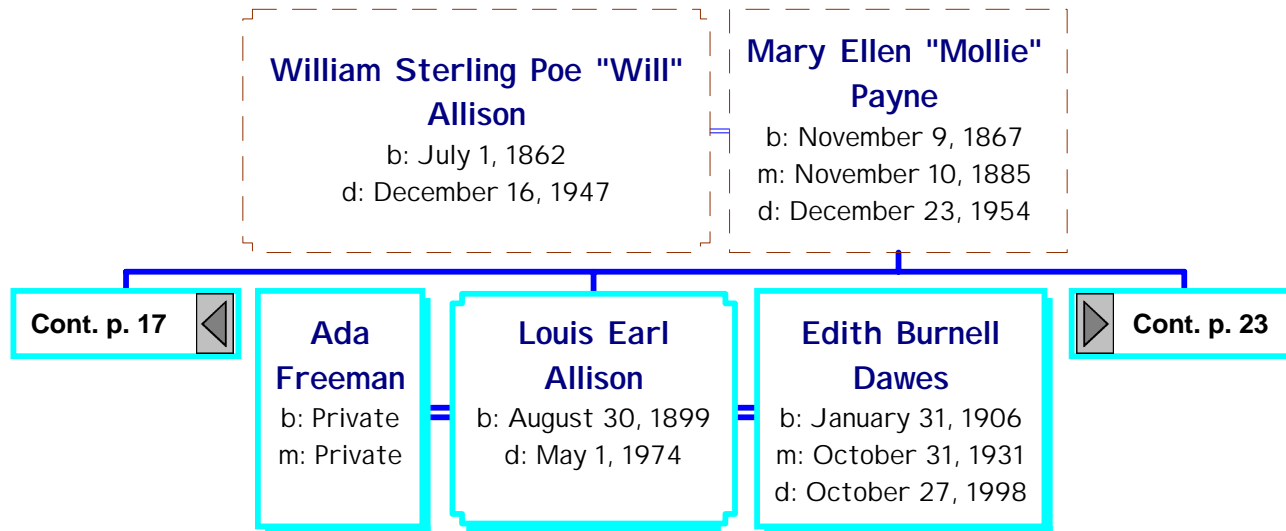 William Sterling Poe "Will"
Allison
b: July 1, 1862
d: December 16, 1947
Mary Ellen "Mollie"
Payne
b: November 9, 1867
m: November 10, 1885
d: December 23, 1954
Cont. p. 17
Ada
Freeman
b: Private
m: Private
Louis Earl
Allison
b: August 30, 1899
d: May 1, 1974
Edith Burnell
Dawes
b: January 31, 1906
m: October 31, 1931
d: October 27, 1998
Cont. p. 23